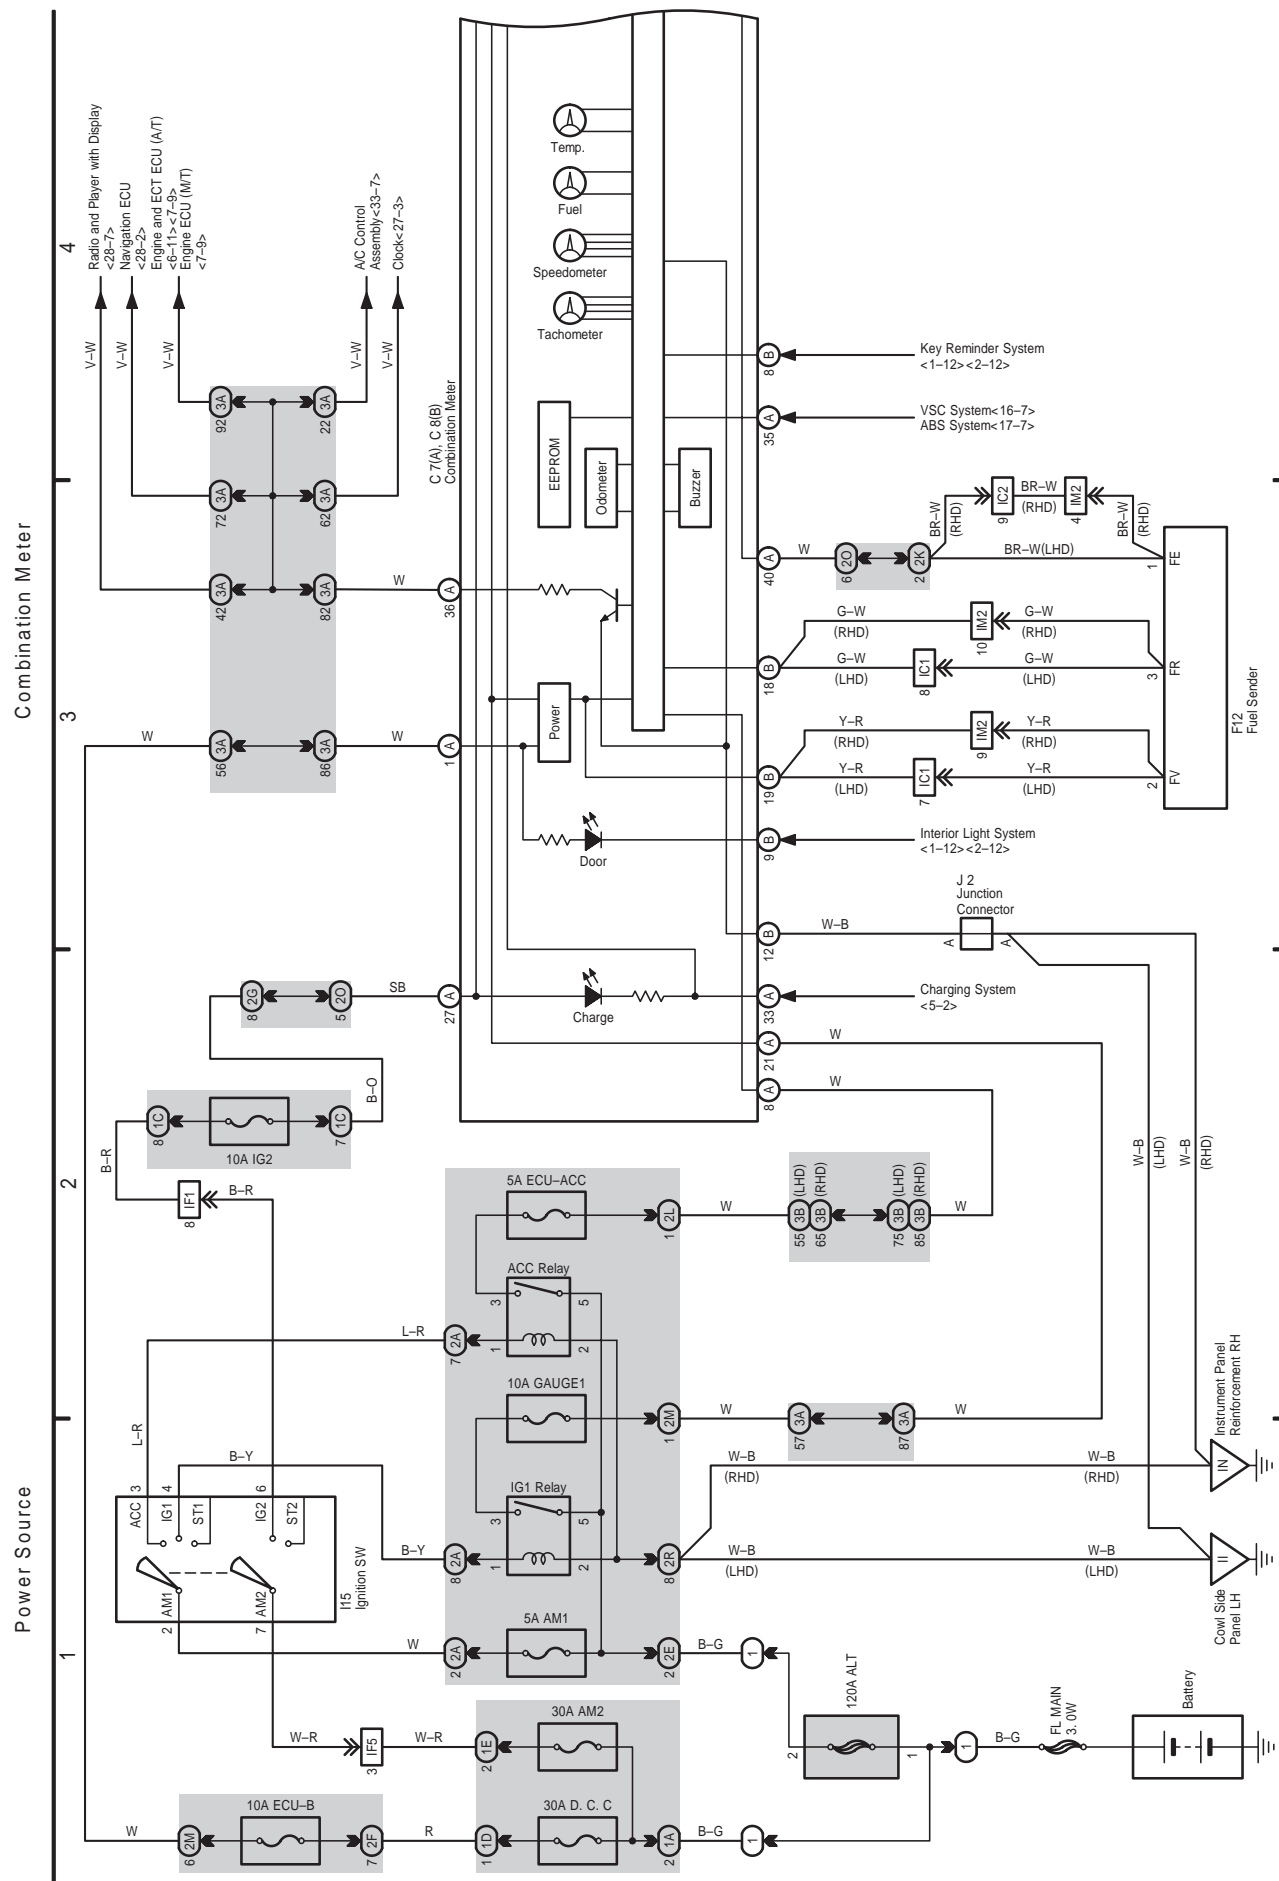 Combination Meter
Power Source
4
3
2
1
Radio and Player with Display
<28–7>
Navigation ECU
<28–2>
Engine and ECT ECU (A/T)
<6–11><7–9>
Engine ECU (M/T)
<7–9>
A/C Control
Assembly<33–7>
Clock<27–3>
V–W
V–W
V–W
V–W
V–W
92 3A
22 3A
72 3A
62 3A
42 3A
82 3A
W
36 A
W
56 3A
86 3A
W
1 A
C 7(A), C 8(B)
Combination Meter
Temp.
Fuel
Speedometer
Tachometer
EEPROM
Odometer
Buzzer
Power
Door
Charge
8 B
Key Reminder System
<1–12><2–12>
35 A
VSC System<16–7>
ABS System<17–7>
40 A
W
6 2O
2 2K
BR–W
(RHD)
9 IC2
BR–W
(RHD)
4 IM2
BR–W
(RHD)
BR–W(LHD)
1 FE
18 B
G–W
(RHD)
10 IM2
G–W
(RHD)
G–W
(LHD)
8 IC1
G–W
(LHD)
3 FR
19 B
Y–R
(RHD)
9 IM2
Y–R
(RHD)
Y–R
(LHD)
7 IC1
Y–R
(LHD)
2 FV
F12
Fuel Sender
9 B
Interior Light System
<1–12><2–12>
12 B
W–B
J 2
Junction
Connector
A
A
33 A
Charging System
<5–2>
21 A
W
8 A
W
8 2G
5 2O
SB
27 A
B–O
8 1C
7 1C
10A IG2
B–R
8 IF1
B–R
5A ECU–ACC
1 2L
W
55 3B (LHD)
65 3B (RHD)
75 3B (LHD)
85 3B (RHD)
W
W–B
(LHD)
W–B
(RHD)
ACC Relay
3
5
1
2
L–R
7 2A
10A GAUGE1
1 2M
W
57 3A
87 3A
W
L–R
B–Y
ACC 3
IG1 4
ST1
IG2 6
ST2
2 AM1
7 AM2
I15
Ignition SW
B–Y
8 2A
IG1 Relay
3
5
1
2
8 2R
W–B
(RHD)
W–B
(RHD)
W–B
(LHD)
W–B
(LHD)
IN
Instrument Panel
Reinforcement RH
II
Cowl Side
Panel LH
W
2 2A
5A AM1
2 2E
B–G
1
120A ALT
2
1
1
B–G
FL MAIN
3. 0W
Battery
W–R
3 IF5
W–R
2 1E
30A AM2
W
6 2M
10A ECU–B
7 2F
R
1 1D
30A D. C. C
2 1A
B–G
1